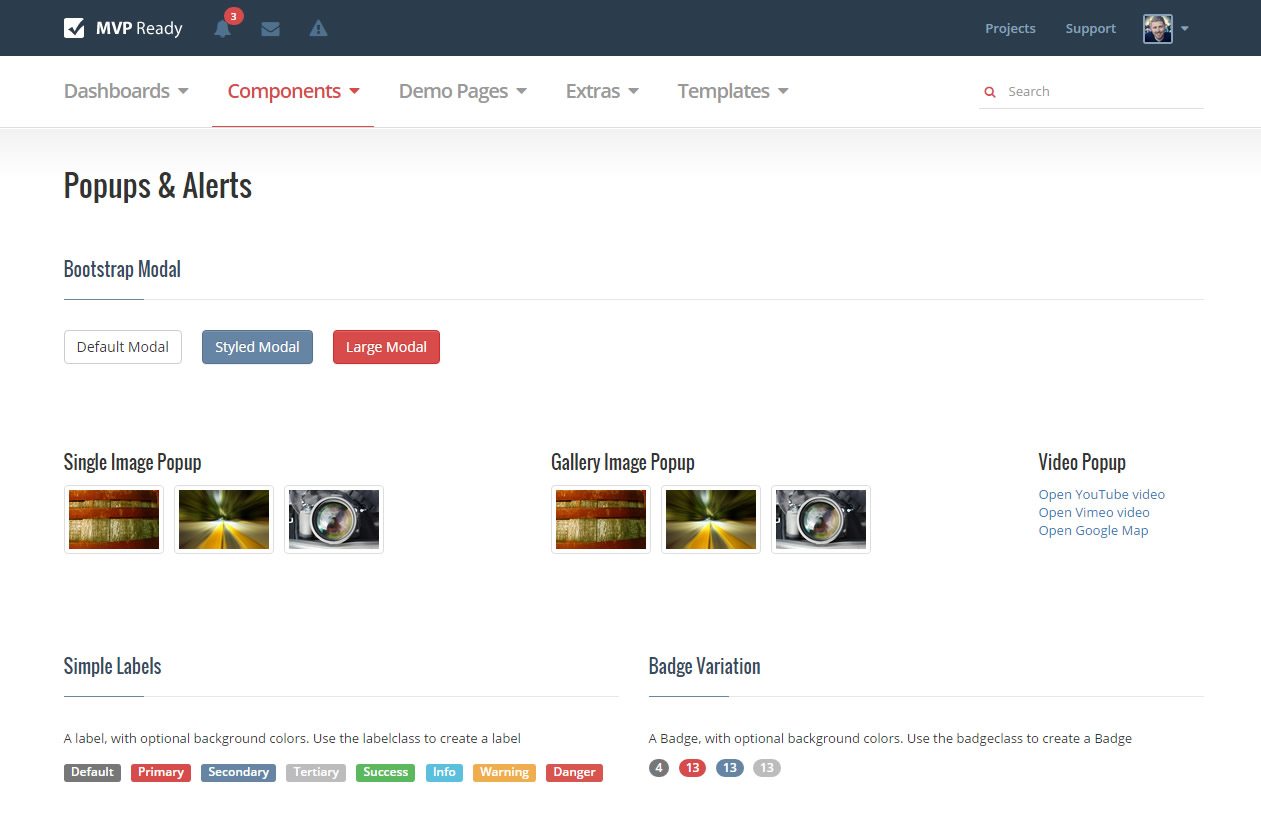 MVP Ready 3 Projects Support
Dashboards Components Demo Pages Extras Templates Search
Popups & Alerts
Bootstrap Modal
Default Modal Styled Modal Large Modal
Single Image Popup
Gallery Image Popup
Video Popup
Open YouTube video
Open Vimeo video
Open Google Map
Simple Labels
A label, with optional background colors. Use the labelclass to create a label
Default Primary Secondary Tertiary Success Info Warning Danger
Badge Variation
A Badge, with optional background colors. Use the badgeclass to create a Badge
4 13 13 13